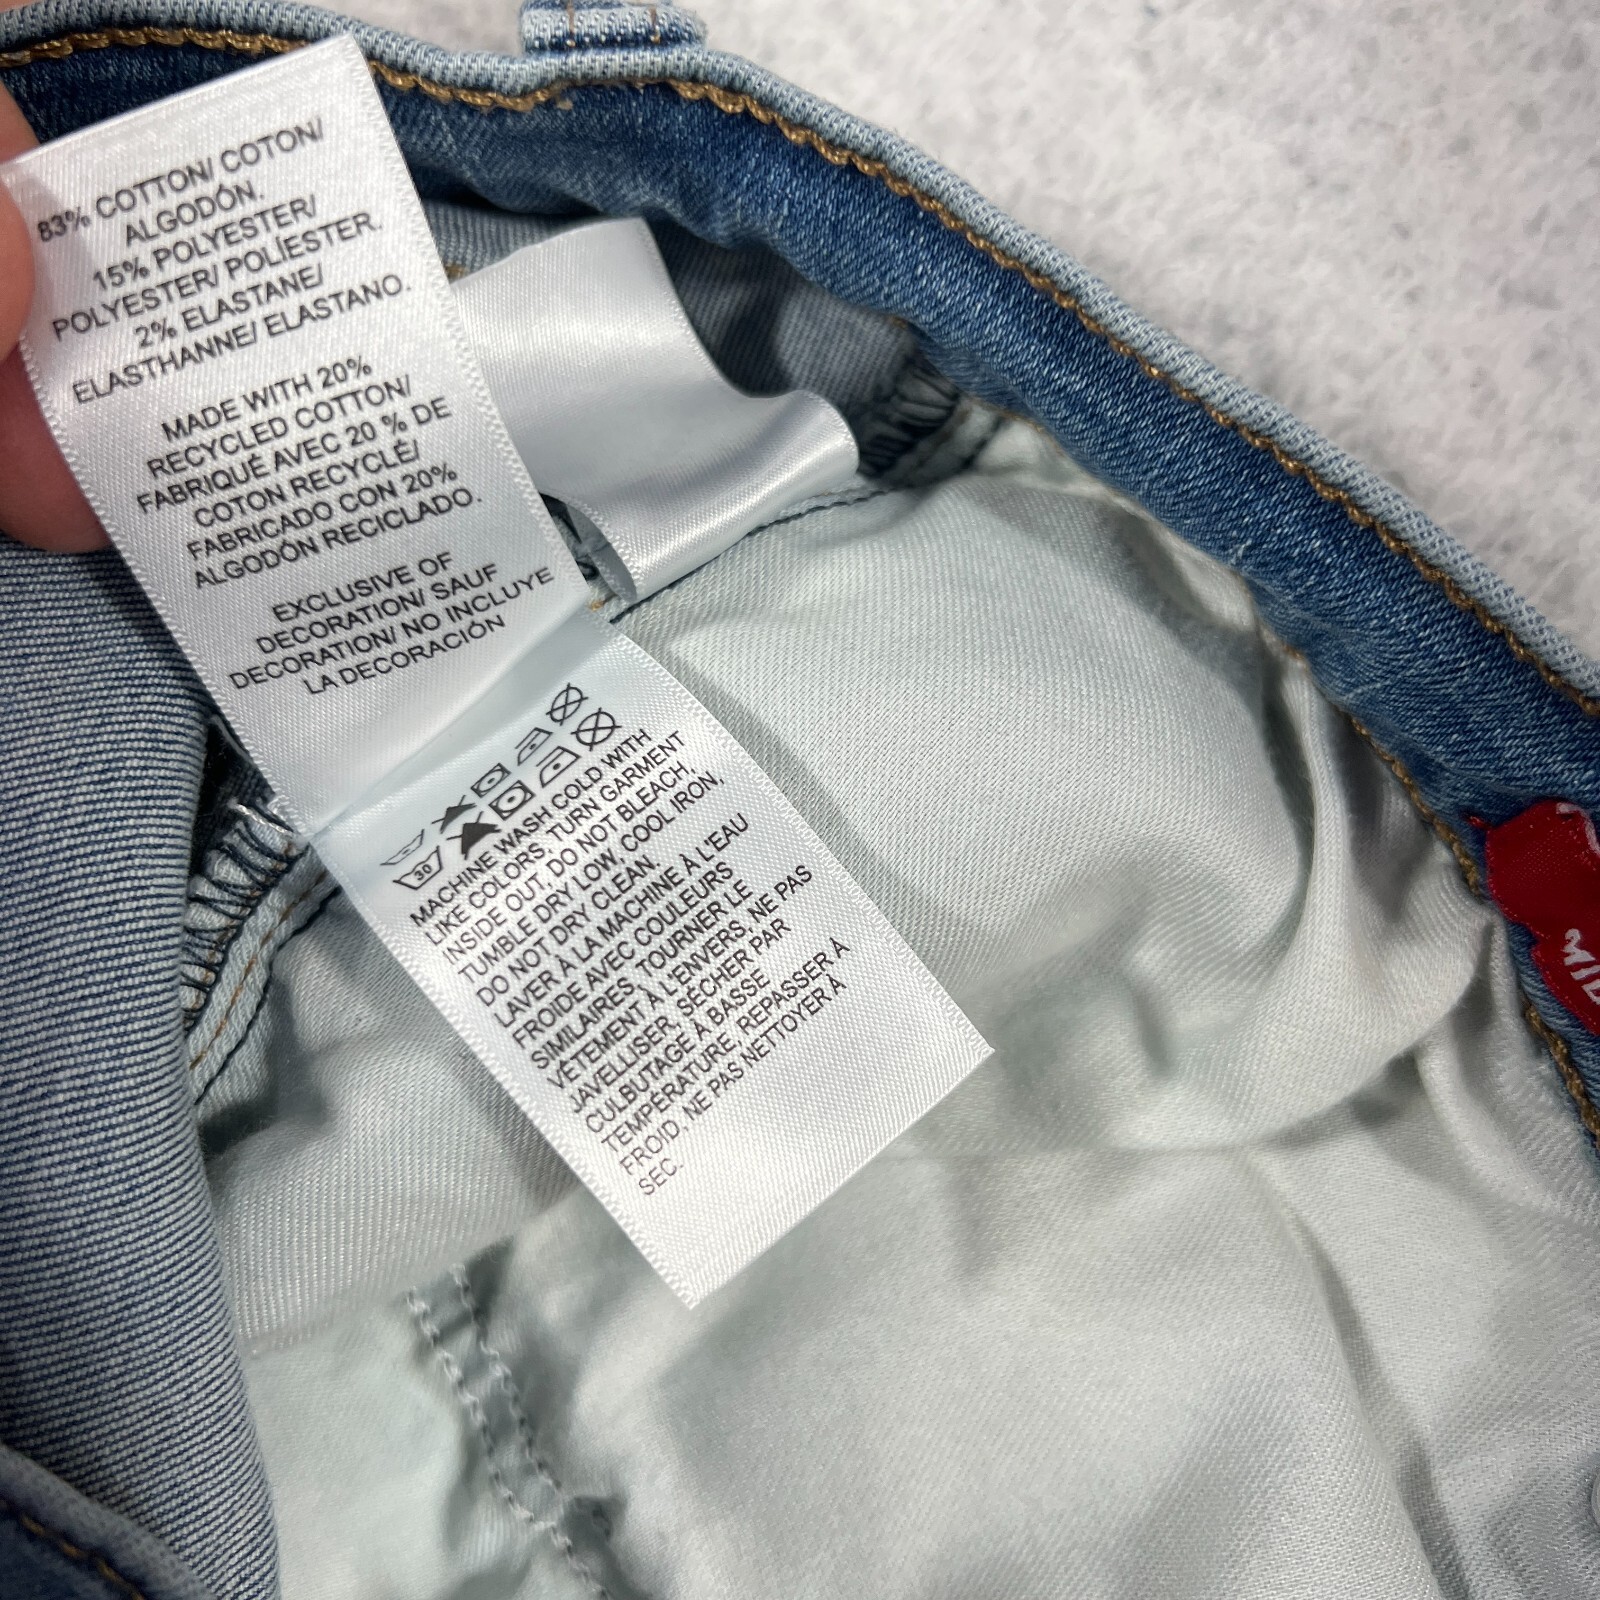 83% COTTON/ COTON/
ALGODÓN.
15% POLYESTER/
POLYESTER/ POLÍESTER.
2% ELASTANE/
ELASTHANNE/ ELASTANO.
MADE WITH 20%
RECYCLED COTTON/
FABRIQUÉ AVEC 20 % DE
COTON RECYCLÉ/
FABRICADO CON 20%
ALGODÓN RECICLADO.
EXCLUSIVE OF
DECORATION/ SAUF
DECORATION/ NO INCLUYE
LA DECORACIÓN
30
MACHINE WASH COLD WITH
LIKE COLORS, TURN GARMENT
INSIDE OUT, DO NOT BLEACH,
TUMBLE DRY LOW, COOL IRON,
DO NOT DRY CLEAN.
LAVER À LA MACHINE À L'EAU
FROIDE AVEC COULEURS
SIMILAIRES, TOURNER LE
VÊTEMENT À L'ENVERS, NE PAS
JAVELLISER, SÉCHER PAR
CULBUTAGE À BASSE
TEMPÉRATURE, REPASSER À
FROID, NE PAS NETTOYER À
SEC.